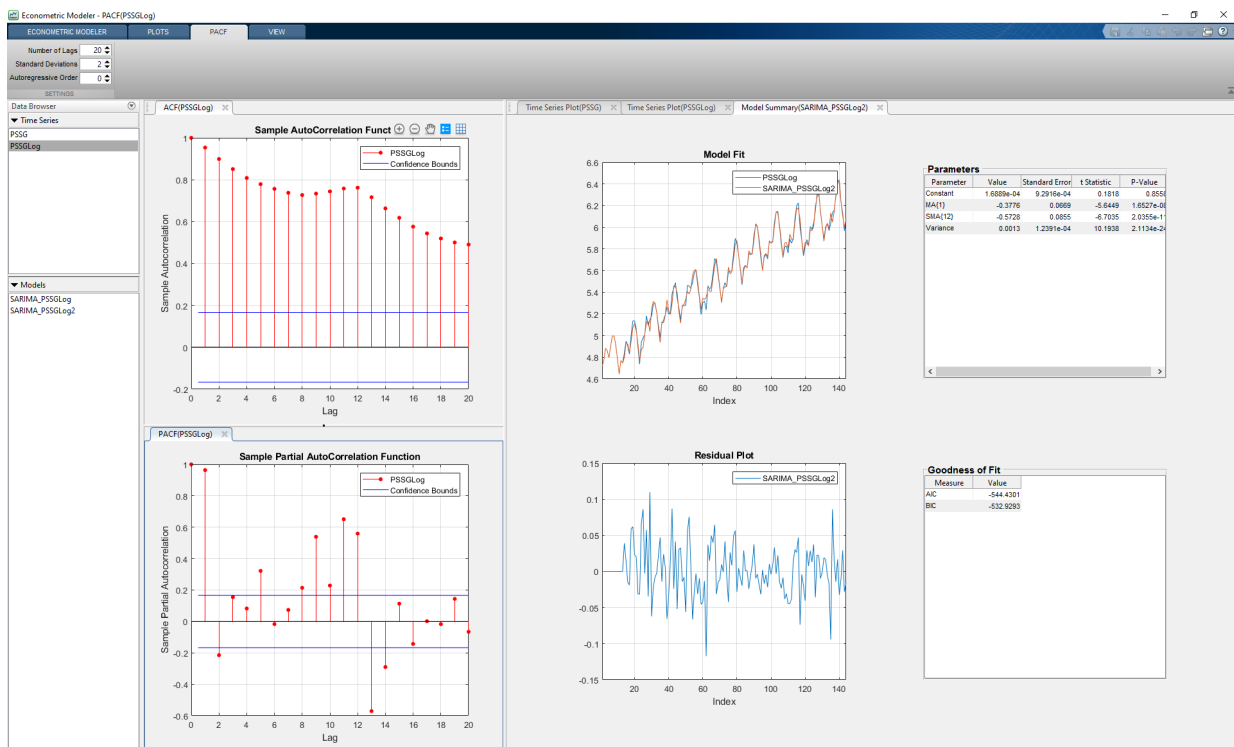 Econometric Modeler - PACF(PSSGLog)
ECONOMETRIC MODELER PLOTS PACF VIEW
Number of Lags 20
Standard Deviations 2
Autoregressive Order 0
SETTINGS
Data Browser
Time Series
PSSG
PSSGLog
Models
SARIMA_PSSGLog
SARIMA_PSSGLog2
ACF(PSSGLog)
Sample AutoCorrelation Funct
PSSGLog
Confidence Bounds
Sample Autocorrelation
1
0.8
0.6
0.4
0.2
0
-0.2
0 2 4 6 8 10 12 14 16 18 20
Lag
PACF(PSSGLog)
Sample Partial AutoCorrelation Function
PSSGLog
Confidence Bounds
Sample Partial Autocorrelation
1
0.8
0.6
0.4
0.2
0
-0.2
-0.4
-0.6
0 2 4 6 8 10 12 14 16 18 20
Lag
Time Series Plot(PSSG) Time Series Plot(PSSGLog) Model Summary(SARIMA_PSSGLog2)
Model Fit
PSSGLog
SARIMA_PSSGLog2
6.6
6.4
6.2
6
5.8
5.6
5.4
5.2
5
4.8
4.6
20 40 60 80 100 120 140
Index
Parameters
Parameter Value Standard Error t Statistic P-Value
Constant 1.6889e-04 9.2916e-04 0.1818 0.8558
MA{1} -0.3776 0.0669 -5.6449 1.6527e-08
SMA{12} -0.5728 0.0855 -6.7035 2.0355e-11
Variance 0.0013 1.2391e-04 10.1938 2.1134e-24
Residual Plot
SARIMA_PSSGLog2
0.15
0.1
0.05
0
-0.05
-0.1
-0.15
20 40 60 80 100 120 140
Index
Goodness of Fit
Measure Value
AIC -544.4301
BIC -532.9293